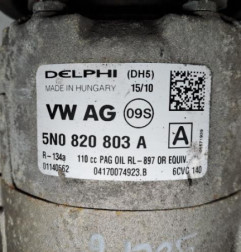 DELPHI (DH5)
MADE IN HUNGARY 15/10
VW AG 09S
5N0 820 803 A A
R-134a 110 cc PAG OIL RL-897 OR EQUIV.
01140662 04170074923.B 6CVC 140